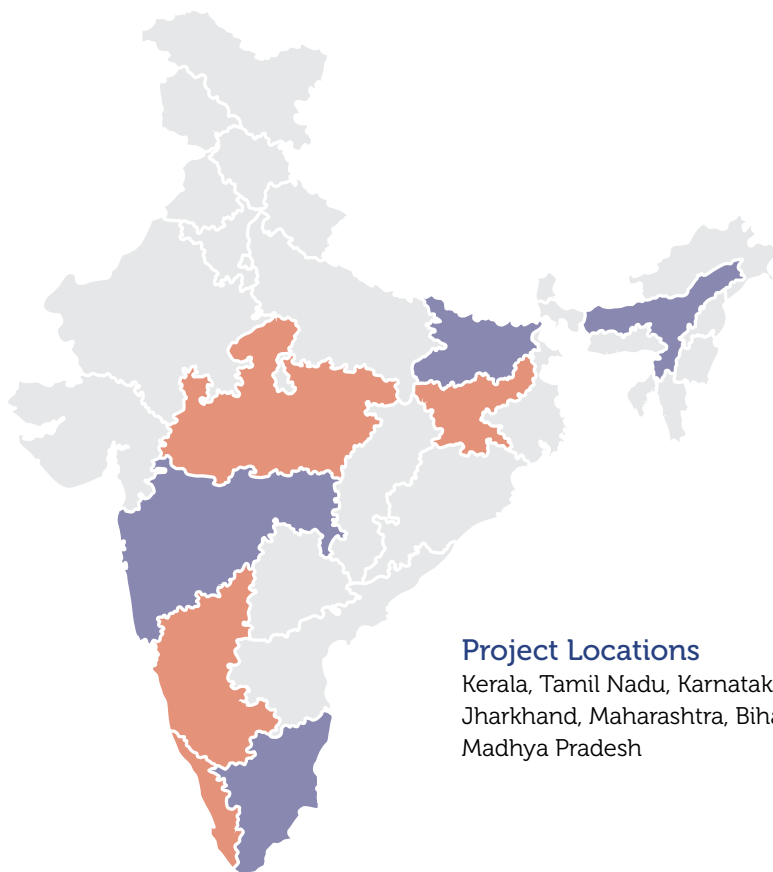 Project Locations
Kerala, Tamil Nadu, Karnatak
Jharkhand, Maharashtra, Biha
Madhya Pradesh